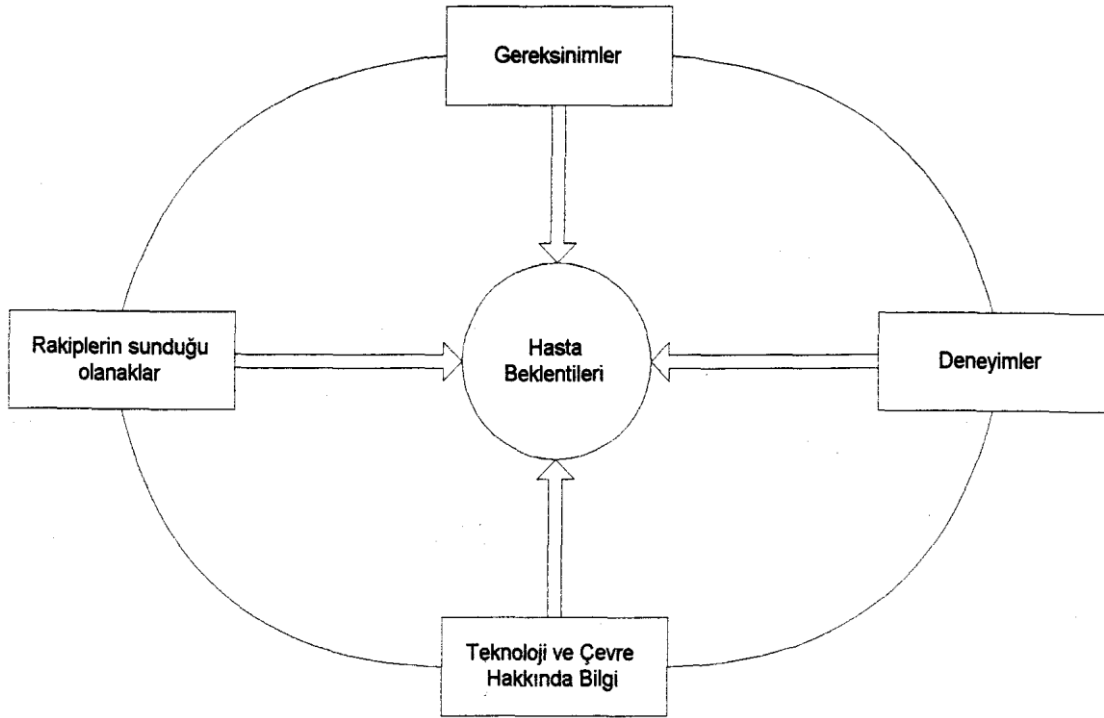 Gereksinimler
Rakiplerin sunduğu
olanaklar
Hasta
Beklentileri
Deneyimler
Teknoloji ve Çevre
Hakkında Bilgi